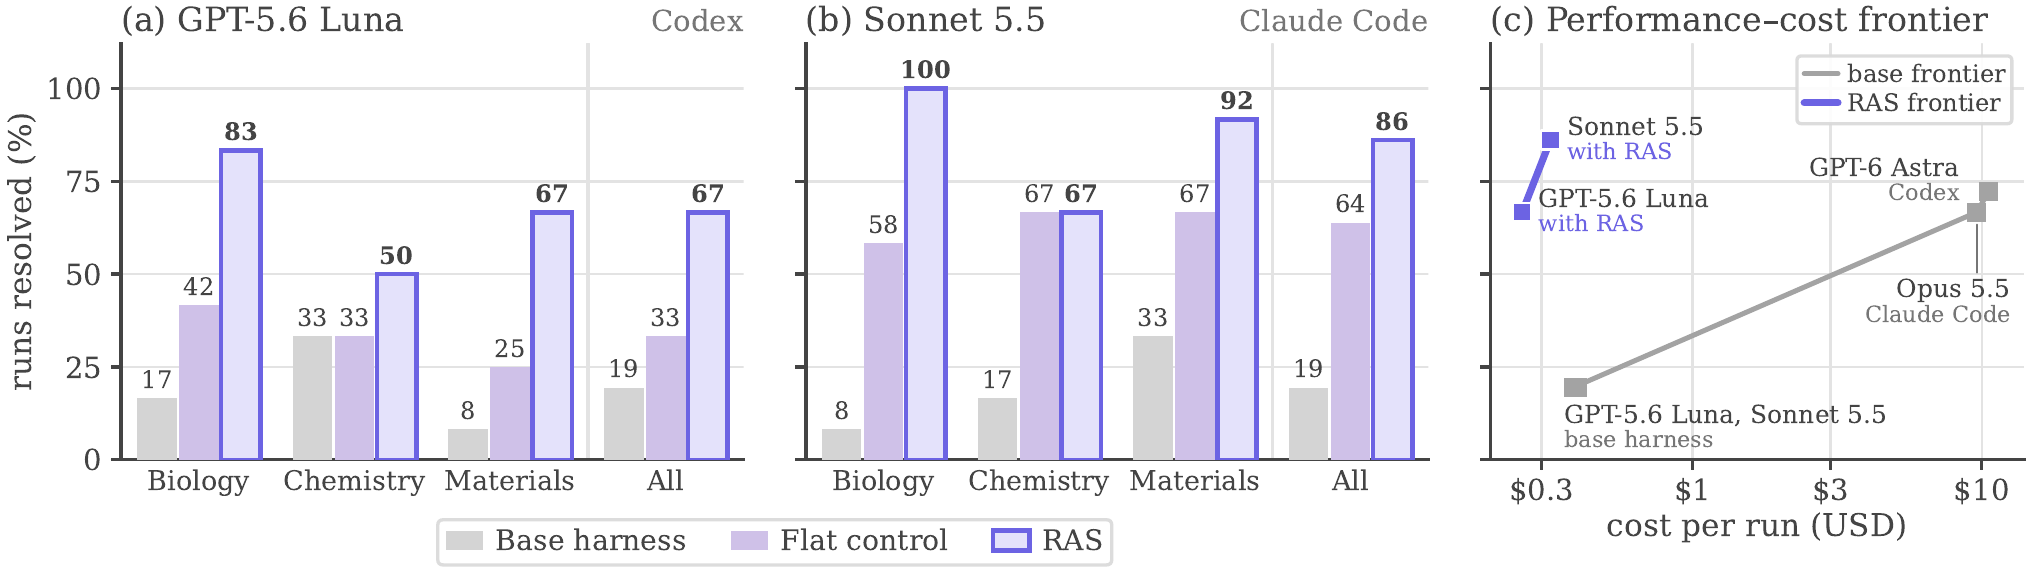 (a) GPT-5.6 Luna
Codex
runs resolved (%)
100
75
50
25
0
17
42
83
33
33
50
8
25
67
19
33
67
Biology
Chemistry
Materials
All
(b) Sonnet 5.5
Claude Code
8
58
100
17
67
67
33
67
92
19
64
86
Biology
Chemistry
Materials
All
Base harness
Flat control
RAS
(c) Performance–cost frontier
base frontier
RAS frontier
Sonnet 5.5
with RAS
GPT-5.6 Luna
with RAS
GPT-6 Astra
Codex
Opus 5.5
Claude Code
GPT-5.6 Luna, Sonnet 5.5
base harness
$0.3
$1
$3
$10
cost per run (USD)